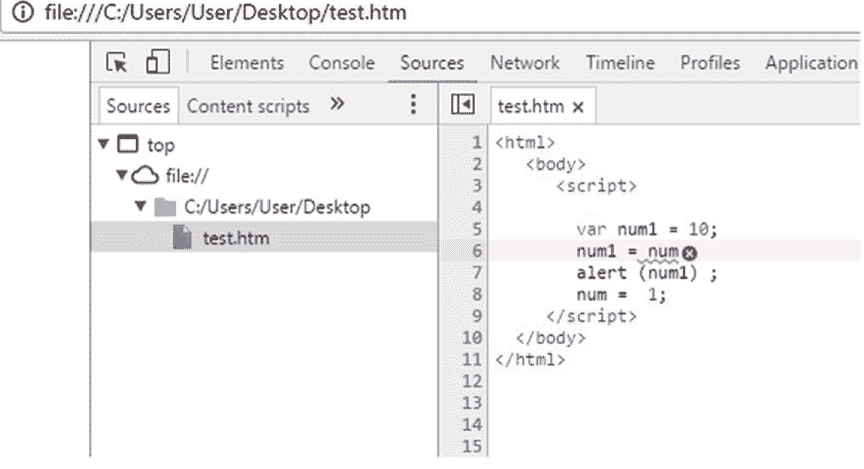 file:///C:/Users/User/Desktop/test.htm
Elements Console Sources Network Timeline Profiles Application
Sources Content scripts »
test.htm ×
top
file://
C:/Users/User/Desktop
test.htm
1 <html>
2 <body>
3 <script>
4
5 var num1 = 10;
6 num1 = num
7 alert (num1) ;
8 num = 1;
9 </script>
10 </body>
11 </html>
12
13
14
15